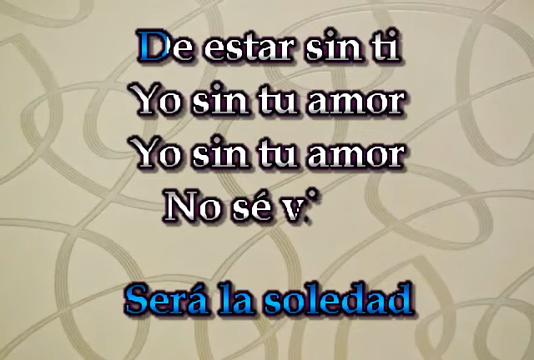 De estar sin ti
Yo sin tu amor
Yo sin tu amor
No sé
Será la soledad